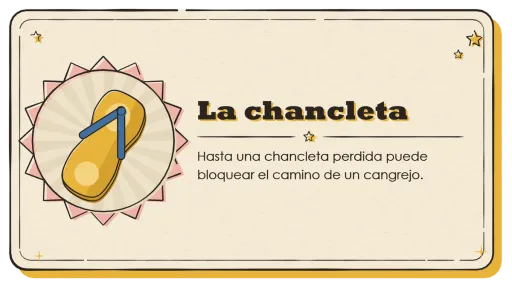 La chancleta
Hasta una chancleta perdida puede
bloquear el camino de un cangrejo.